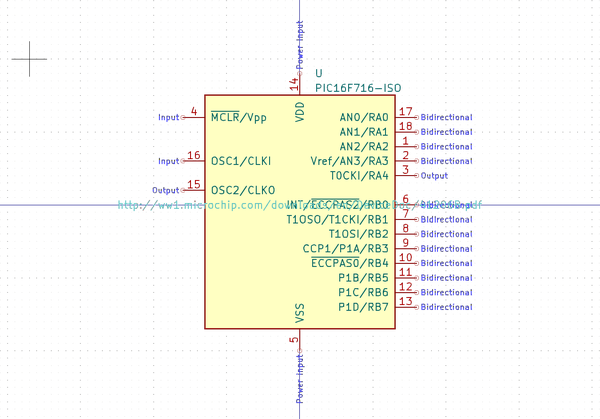 Power Input
14
U
PIC16F716-ISO
VDD
Input 4 MCLR/Vpp
AN0/RA0 17 Bidirectional
AN1/RA1 18 Bidirectional
AN2/RA2 1 Bidirectional
Input 16 OSC1/CLKI
Vref/AN3/RA3 2 Bidirectional
T0CKI/RA4 3 Output
Output 15 OSC2/CLKO
INT/ECCPAS2/RB0 6 Bidirectional
http://ww1.microchip.com/
T1OSO/T1CKI/RB1 7 Bidirectional
T1OSI/RB2 8 Bidirectional
CCP1/P1A/RB3 9 Bidirectional
ECCPAS0/RB4 10 Bidirectional
P1B/RB5 11 Bidirectional
P1C/RB6 12 Bidirectional
P1D/RB7 13 Bidirectional
VSS
5
Power Input